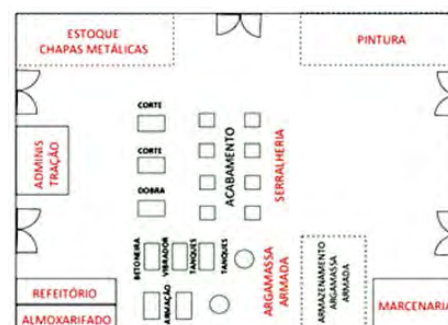 ESTOQUE
CHAPAS METÁLICAS
PINTURA
CORTE
CORTE
DOBRA
ACABAMENTO
SERRALHERIA
ADMINIS
TRAÇÃO
BETONEIRA
VIBRADOR
TANQUES
TANQUES
ARGAMASSA
ARMADA
ARMAZENAMENTO
ARGAMASSA
ARMADA
REFEITÓRIO
ALMOXARIFADO
ARMAÇÃO
MARCENARIA